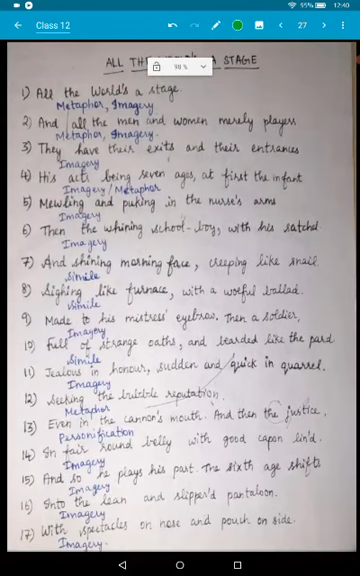 12:40
95%
Class 12
27
ALL THE WORLD'S A STAGE
98 %
1) All the World's a stage.
Metaphor, Imagery
2) And all the men and women merely players
Metaphor, Imagery.
3) They have their exits and their entrances
Imagery
4) His acts being seven ages, at first the infant
Imagery/Metaphor
5) Mewling and puking in the nurse's arms
Imagery
6) Then the whining school-boy, with his satchel
Imagery
7) And shining morning face, creeping like snail
Simile
8) Sighing like furnace, with a woeful ballad.
Simile
9) Made to his mistress' eyebrow. Then a soldier,
Imagery
10) Full of strange oaths, and bearded like the pard
Simile
11) Jealous in honour, sudden and quick in quarrel.
Imagery
12) Seeking the bubble reputation.
Metaphor
13) Even in the cannon's mouth. And then the justice,
Personification
14) In fair round belly with good capon lin'd.
Imagery
15) And so he plays his part. The sixth age shifts
Imagery
16) Into the lean and slipper'd pantaloon.
Imagery
17) With spectacles on nose and pouch on side.
Imagery.